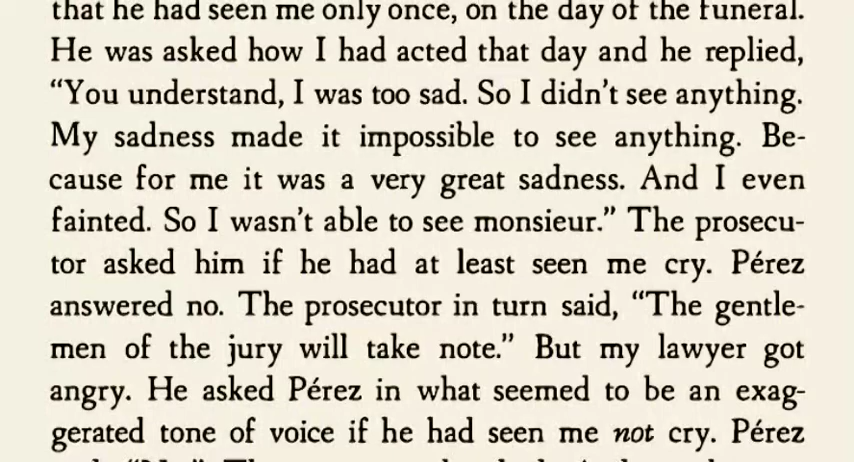 that he had seen me only once, on the day of the funeral.
He was asked how I had acted that day and he replied,
“You understand, I was too sad. So I didn’t see anything.
My sadness made it impossible to see anything. Be-
cause for me it was a very great sadness. And I even
fainted. So I wasn’t able to see monsieur.” The prosecu-
tor asked him if he had at least seen me cry. Pérez
answered no. The prosecutor in turn said, “The gentle-
men of the jury will take note.” But my lawyer got
angry. He asked Pérez in what seemed to be an exag-
gerated tone of voice if he had seen me not cry. Pérez